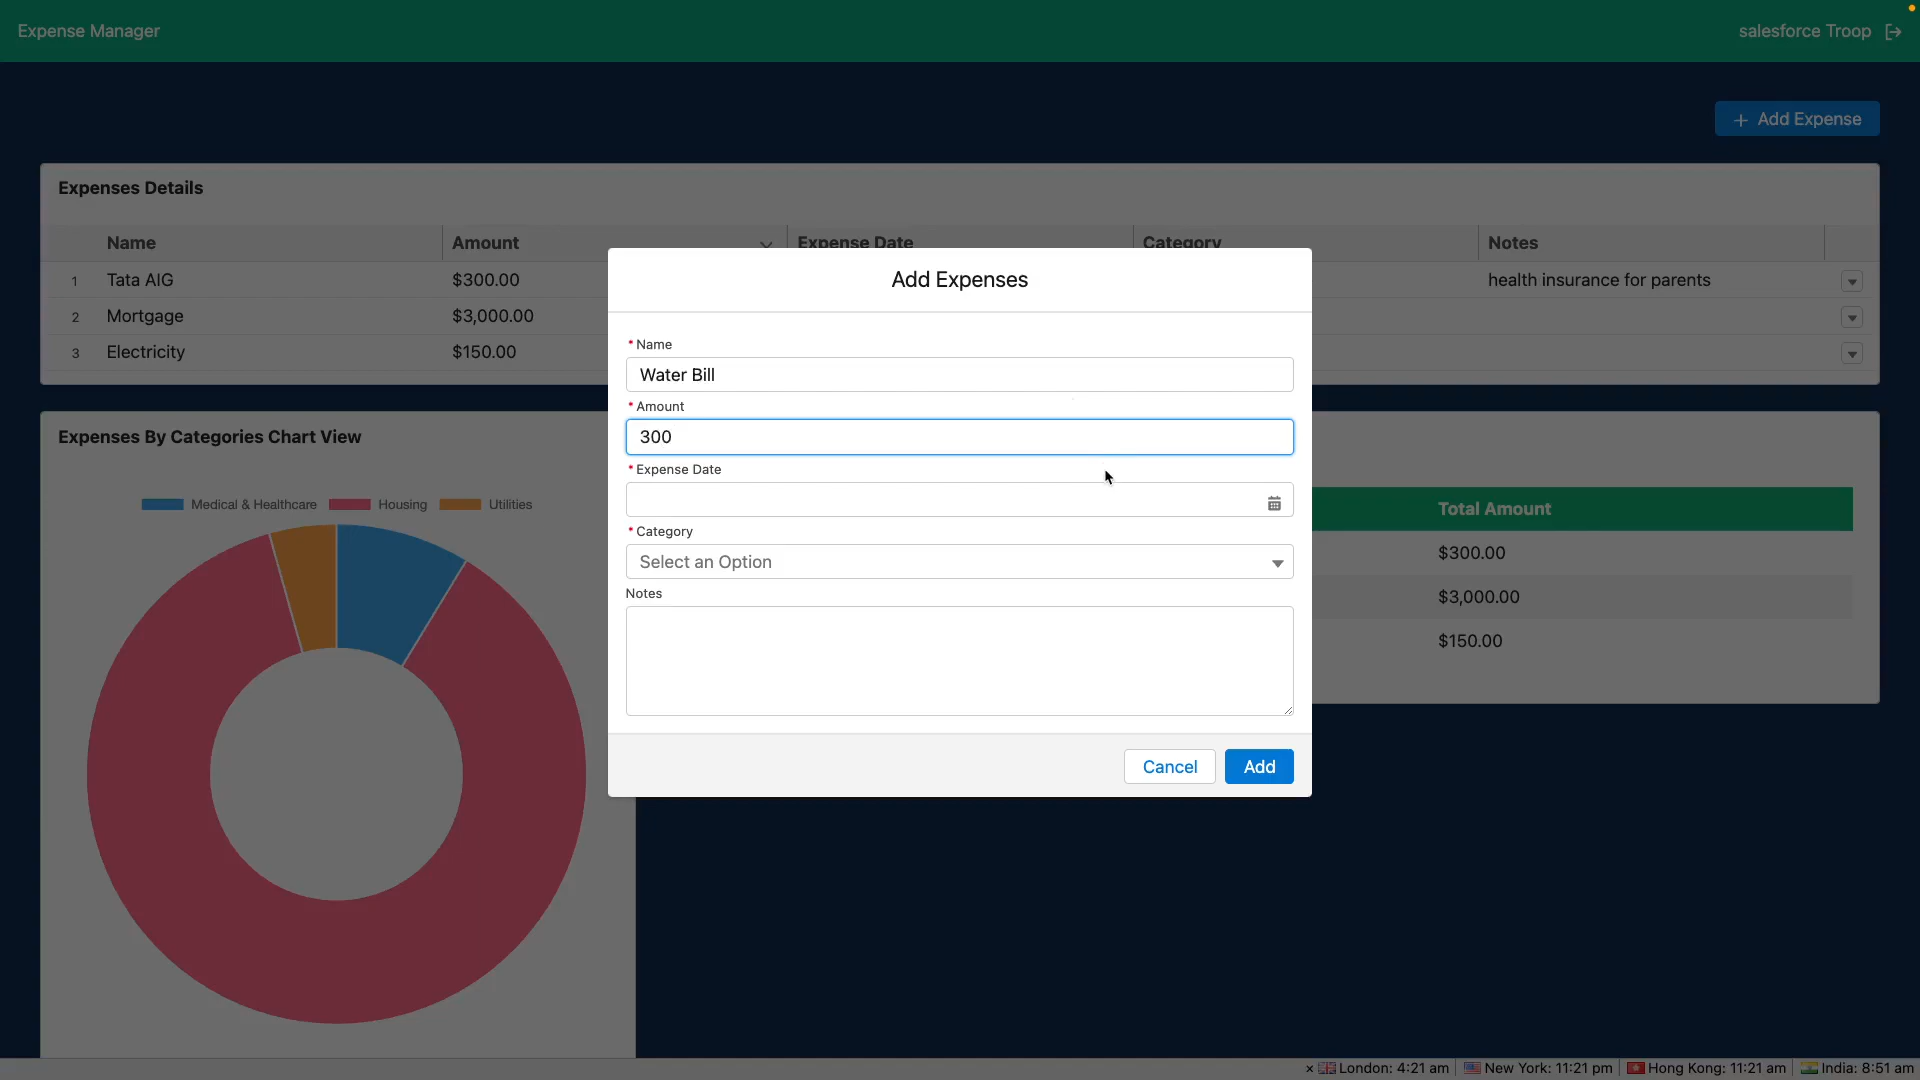 Expense Manager
salesforce Troop
+ Add Expense
Expenses Details
Name Amount Expense Date Category Notes
1 Tata AIG $300.00 health insurance for parents
2 Mortgage $3,000.00
3 Electricity $150.00
Add Expenses
* Name
Water Bill
* Amount
300
* Expense Date
* Category
Select an Option
Notes
Cancel Add
Expenses By Categories Chart View
Medical & Healthcare Housing Utilities
Total Amount
$300.00
$3,000.00
$150.00
× London: 4:21 am New York: 11:21 pm Hong Kong: 11:21 am India: 8:51 am